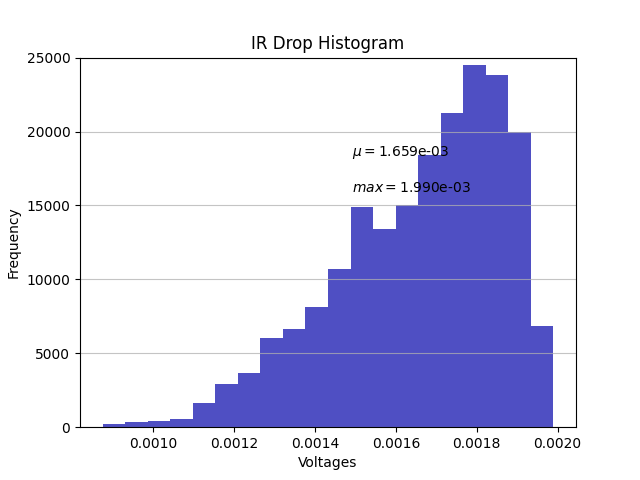 IR Drop Histogram
25000
20000
15000
10000
5000
0
Frequency
μ = 1.659e-03
max = 1.990e-03
0.0010 0.0012 0.0014 0.0016 0.0018 0.0020
Voltages